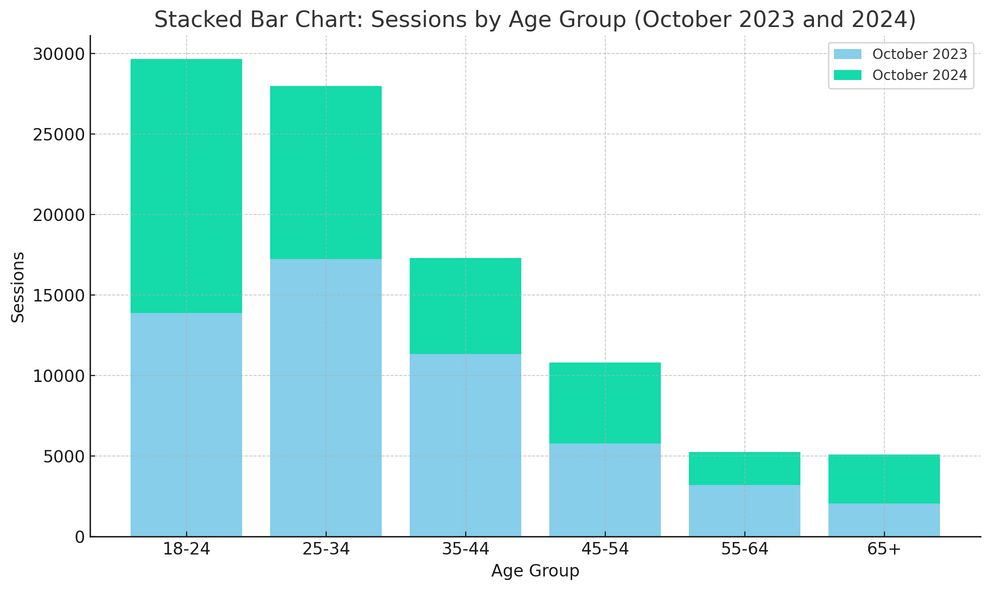 Stacked Bar Chart: Sessions by Age Group (October 2023 and 2024)
October 2023
October 2024
30000
25000
20000
15000
10000
5000
0
Sessions
18-24 25-34 35-44 45-54 55-64 65+
Age Group